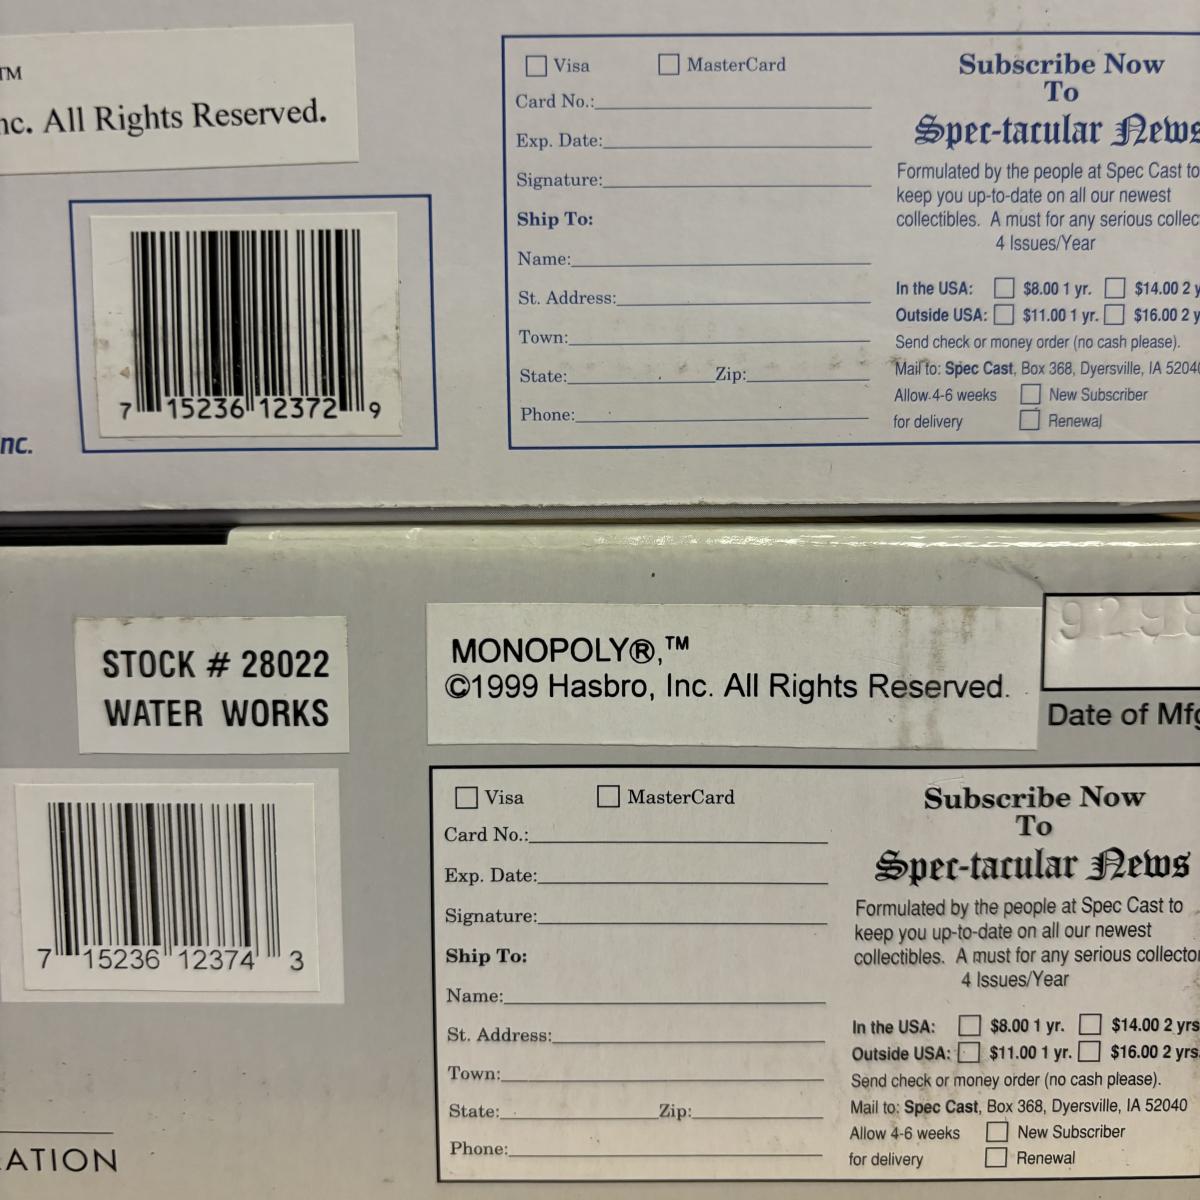 TM
nc. All Rights Reserved.
7 15236 12372 9
nc.
Visa MasterCard
Card No.:
Exp. Date:
Signature:
Ship To:
Name:
St. Address:
Town:
State: Zip:
Phone:
Subscribe Now
To
Spec-tacular News
Formulated by the people at Spec Cast to
keep you up-to-date on all our newest
collectibles. A must for any serious collec
4 Issues/Year
In the USA: $8.00 1 yr. $14.00 2 y
Outside USA: $11.00 1 yr. $16.00 2 y
Send check or money order (no cash please).
Mail to: Spec Cast, Box 368, Dyersville, IA 52040
Allow 4-6 weeks New Subscriber
for delivery Renewal
STOCK # 28022
WATER WORKS
MONOPOLY®,™
©1999 Hasbro, Inc. All Rights Reserved.
Date of Mfg
7 15236 12374 3
ATION
Visa MasterCard
Card No.:
Exp. Date:
Signature:
Ship To:
Name:
St. Address:
Town:
State: Zip:
Phone:
Subscribe Now
To
Spec-tacular News
Formulated by the people at Spec Cast to
keep you up-to-date on all our newest
collectibles. A must for any serious collector
4 Issues/Year
In the USA: $8.00 1 yr. $14.00 2 yrs
Outside USA: $11.00 1 yr. $16.00 2 yrs
Send check or money order (no cash please).
Mail to: Spec Cast, Box 368, Dyersville, IA 52040
Allow 4-6 weeks New Subscriber
for delivery Renewal